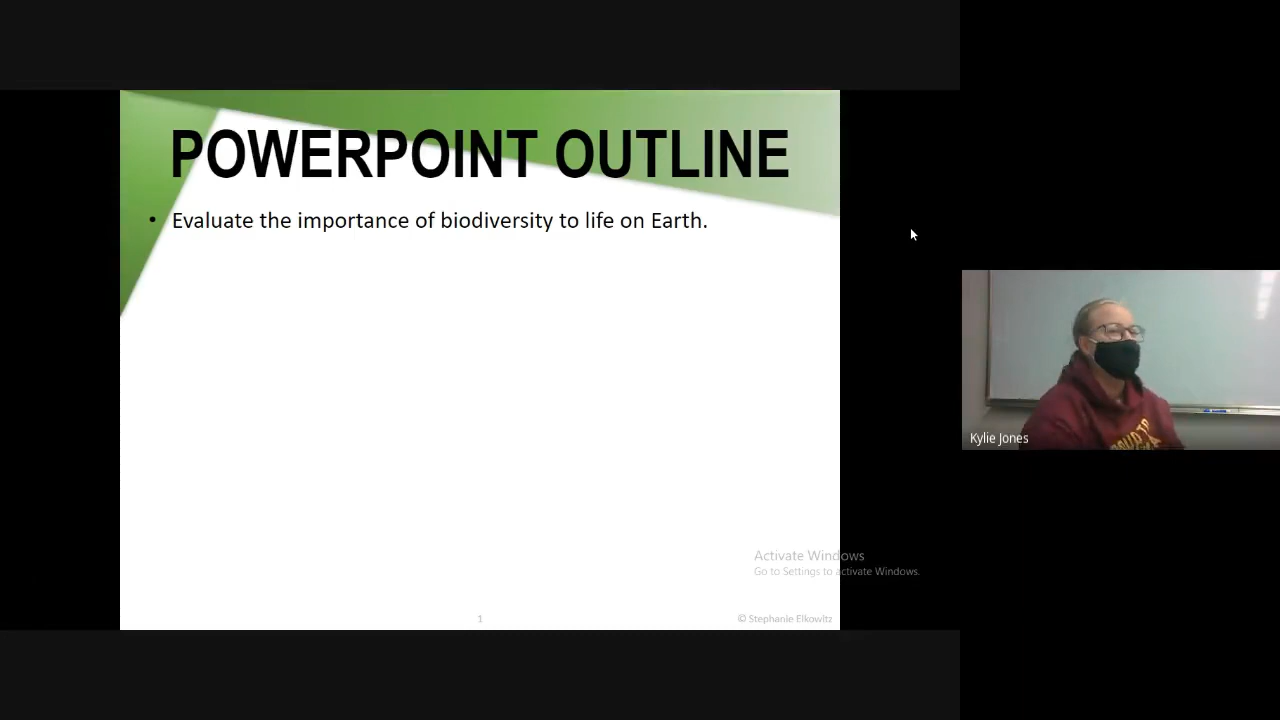 POWERPOINT OUTLINE
• Evaluate the importance of biodiversity to life on Earth.
Kylie Jones
Activate Windows
Go to Settings to activate Windows.
1
© Stephanie Elkowitz